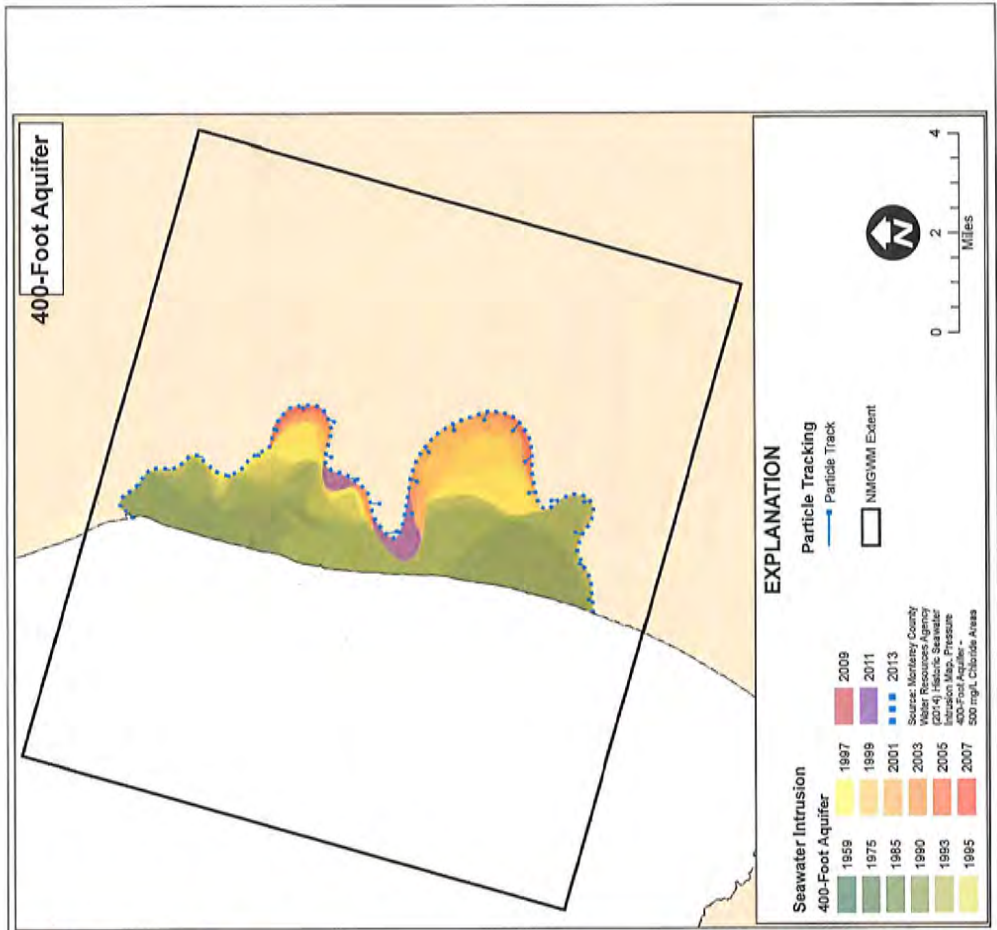 400-Foot Aquifer
EXPLANATION
Seawater Intrusion
400-Foot Aquifer
1959
1975
1985
1990
1993
1995
1997
1999
2001
2003
2005
2007
2009
2011
2013
Source: Monterey County
Water Resources Agency
(2014) Historic Seawater
Intrusion Map, Pressure
400-Foot Aquifer -
500 mg/L Chloride Areas
Particle Tracking
Particle Track
NMGWM Extent
N
0 2 4
Miles